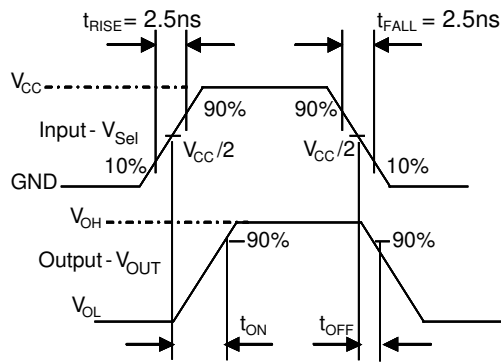 tRISE = 2.5ns
tFALL = 2.5ns
VCC
90%
90%
Input - VSel
VCC/2
VCC/2
10%
10%
GND
VOH
90%
90%
Output - VOUT
VOL
tON
tOFF